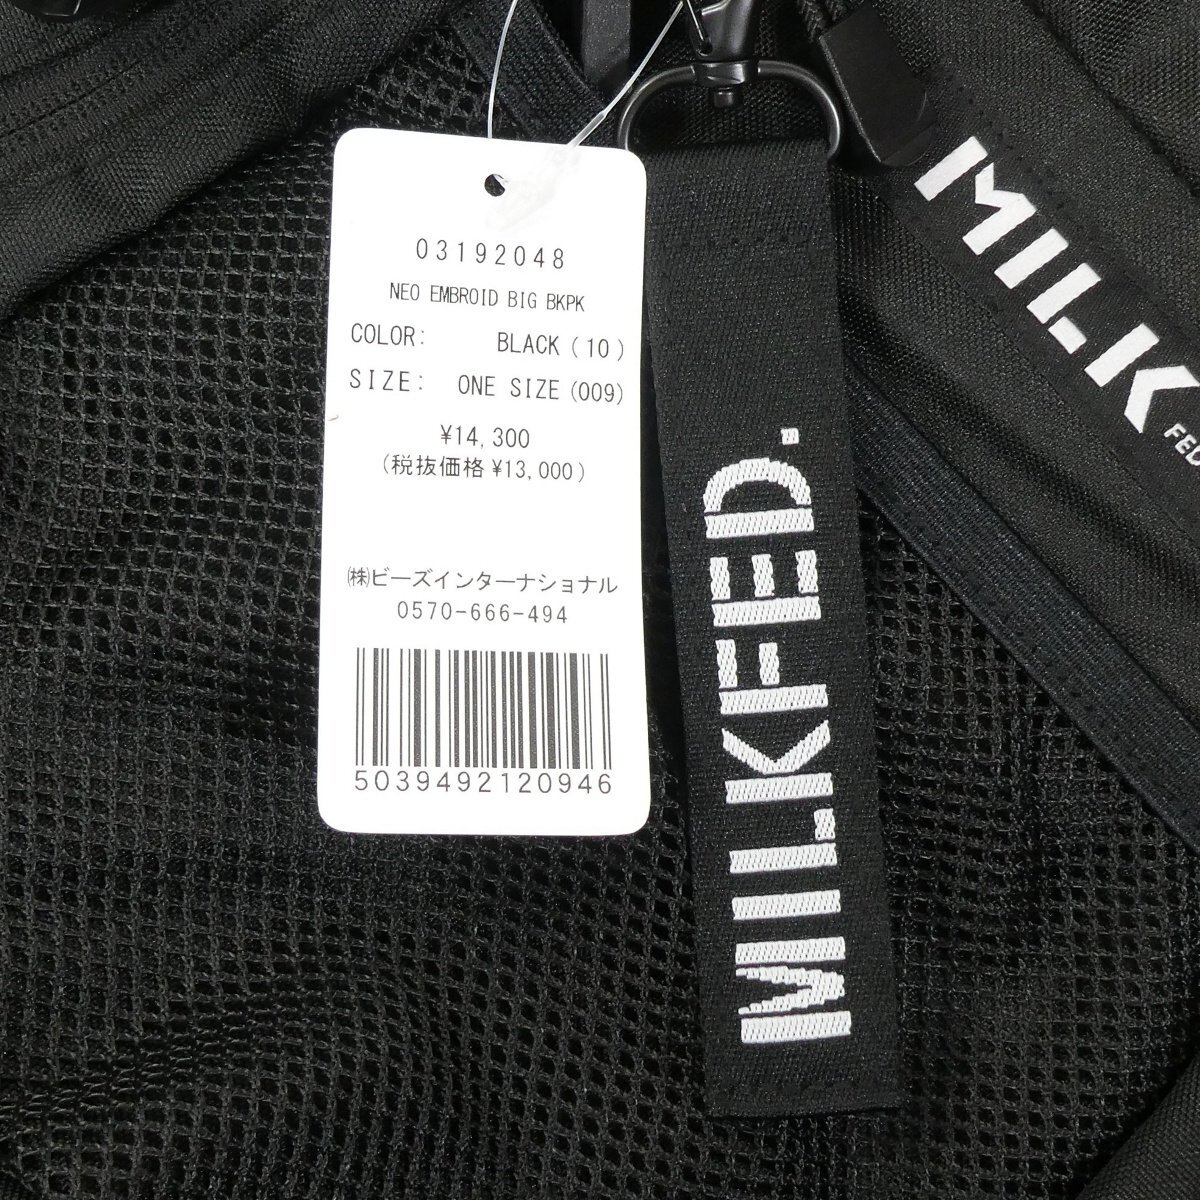 03192048
NEO EMBROID BIG BKPK
COLOR: BLACK(10)
SIZE: ONE SIZE(009)
¥14,300
(税抜価格¥13,000)
㈱ビーズインターナショナル
0570-666-494
5039492120946
MILKFED.
MILK
FED